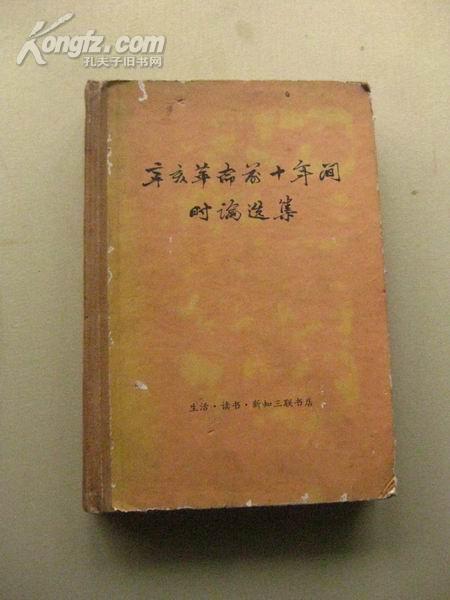 Kongfz.com
孔夫子旧书网
辛亥革命前十年间
时论选集
生活·读书·新知三联书店